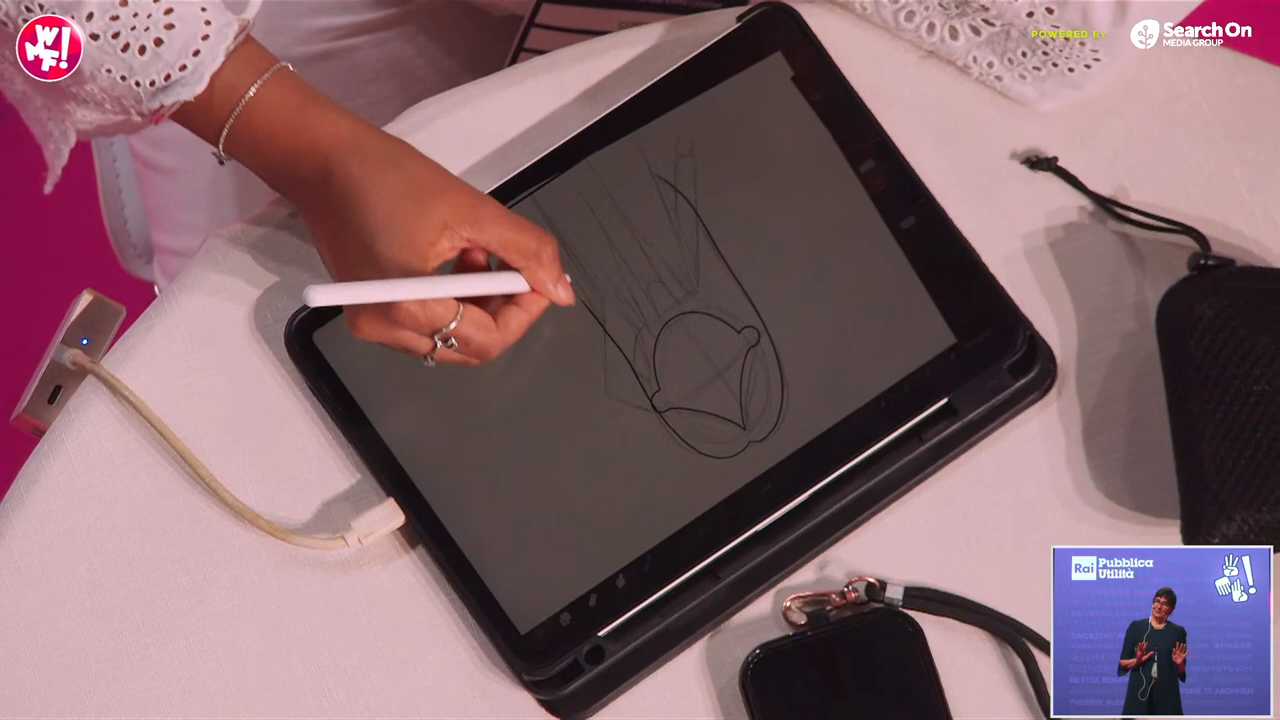 WMF!
POWERED BY
Search On
MEDIA GROUP
Rai Pubblica
Utilità